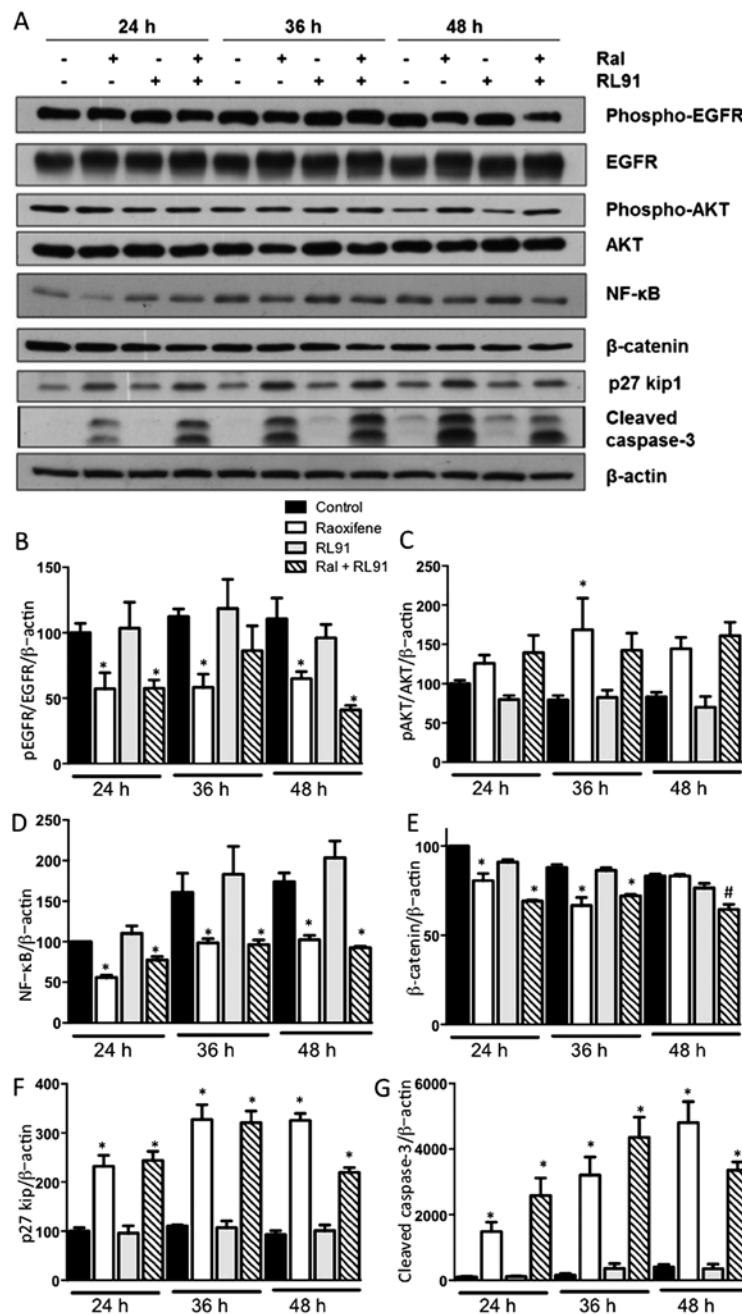 A
24 h 36 h 48 h
- + - + - + - + - + - + Ral
- - + + - - + + - - + + RL91
Phospho-EGFR
EGFR
Phospho-AKT
AKT
NF-κB
β-catenin
p27 kip1
Cleaved
caspase-3
β-actin
Control
Raoxifene
RL91
Ral + RL91
B
pEGFR/EGFR/β-actin
150
100
50
0
* * * * *
24 h 36 h 48 h
C
pAKT/AKT/β-actin
250
200
150
100
50
0
*
24 h 36 h 48 h
D
NF-κB/β-actin
250
200
150
100
50
0
* * * * * *
24 h 36 h 48 h
E
β-catenin/β-actin
100
50
0
* * * * #
24 h 36 h 48 h
F
p27 kip/β-actin
400
300
200
100
0
* * * * * *
24 h 36 h 48 h
G
Cleaved caspase-3/β-actin
6000
4000
2000
0
* * * * * *
24 h 36 h 48 h